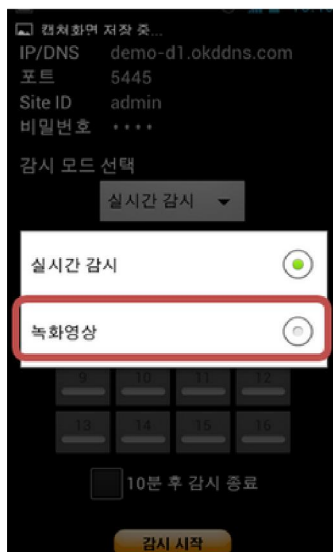 캡쳐화면 저장 중...
IP/DNS demo-d1.okddns.com
포트 5445
Site ID admin
비밀번호 ****
감시 모드 선택
실시간 감시
실시간 감시
녹화영상
9 10 11 12
13 14 15 16
10분 후 감시 종료
감시 시작